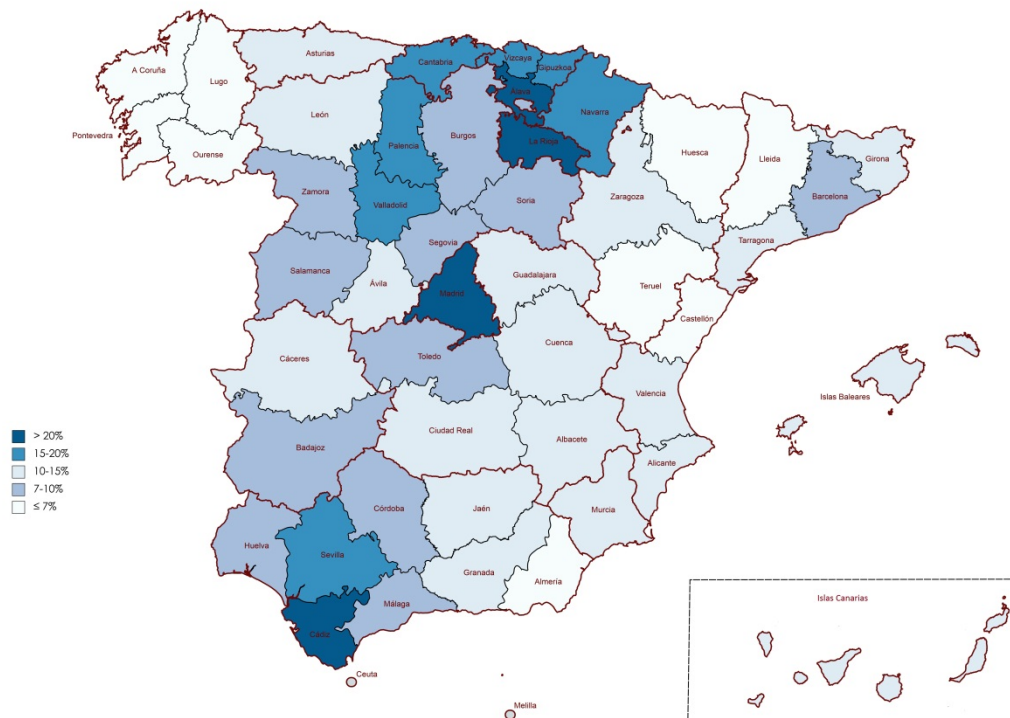 Asturias
Cantabria
Vizcaya
Gipuzkoa
A Coruña
Lugo
Álava
Navarra
León
Burgos
Pontevedra
Palencia
La Rioja
Ourense
Huesca
Lleida
Girona
Zamora
Valladolid
Soria
Zaragoza
Barcelona
Segovia
Tarragona
Salamanca
Ávila
Guadalajara
Madrid
Teruel
Castellón
Cáceres
Toledo
Cuenca
Valencia
Islas Baleares
> 20%
15-20%
10-15%
7-10%
≤ 7%
Badajoz
Ciudad Real
Albacete
Alicante
Córdoba
Jaén
Murcia
Huelva
Sevilla
Granada
Almería
Málaga
Cádiz
Ceuta
Melilla
Islas Canarias